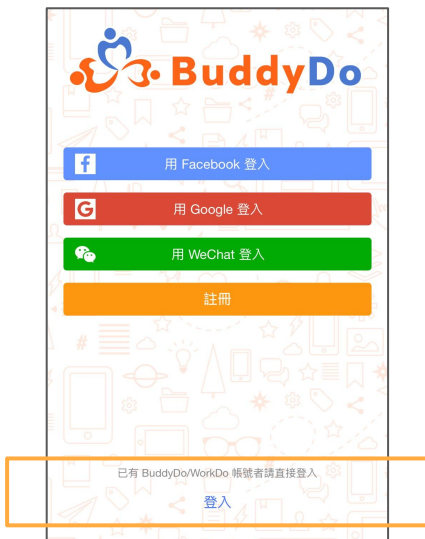 BuddyDo
用 Facebook 登入
用 Google 登入
用 WeChat 登入
註冊
已有 BuddyDo/WorkDo 帳號者請直接登入
登入